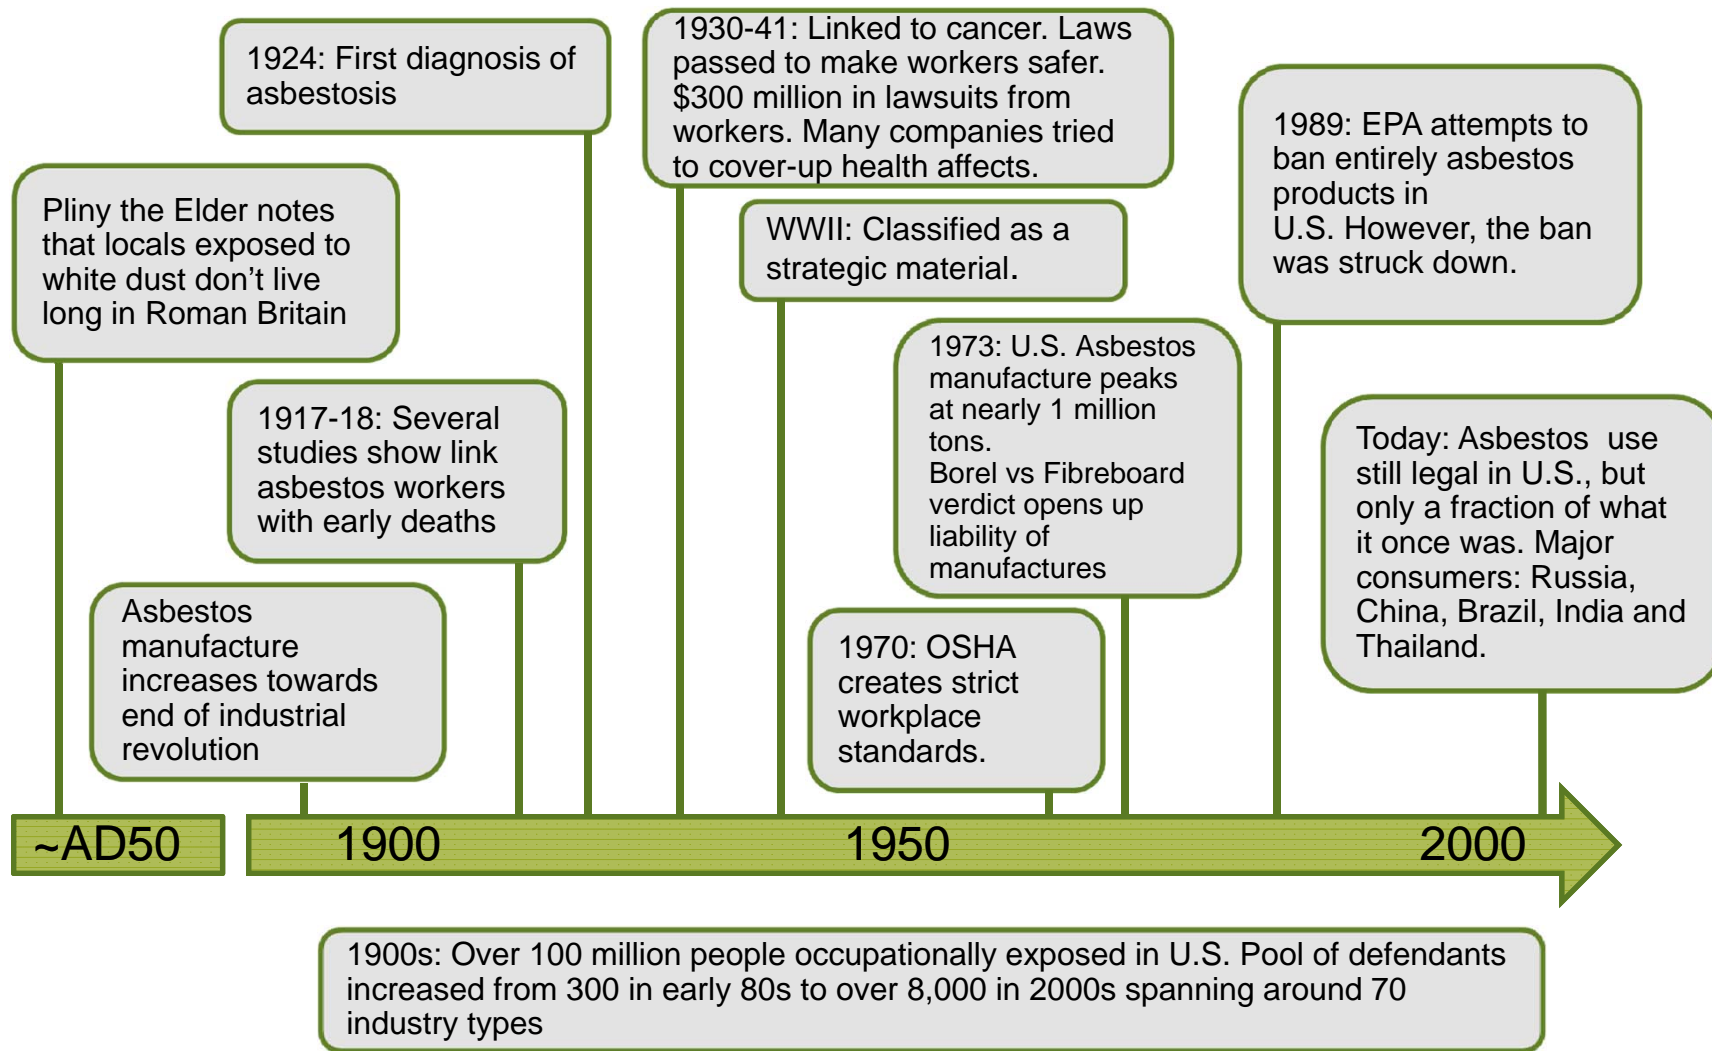 1924: First diagnosis of
asbestosis
1930-41: Linked to cancer. Laws
passed to make workers safer.
$300 million in lawsuits from
workers. Many companies tried
to cover-up health affects.
1989: EPA attempts to
ban entirely asbestos
products in
U.S. However, the ban
was struck down.
Pliny the Elder notes
that locals exposed to
white dust don’t live
long in Roman Britain
WWII: Classified as a
strategic material.
1973: U.S. Asbestos
manufacture peaks
at nearly 1 million
tons.
Borel vs Fibreboard
verdict opens up
liability of
manufactures
1917-18: Several
studies show link
asbestos workers
with early deaths
Today: Asbestos use
still legal in U.S., but
only a fraction of what
it once was. Major
consumers: Russia,
China, Brazil, India and
Thailand.
Asbestos
manufacture
increases towards
end of industrial
revolution
1970: OSHA
creates strict
workplace
standards.
~AD50
1900
1950
2000
1900s: Over 100 million people occupationally exposed in U.S. Pool of defendants
increased from 300 in early 80s to over 8,000 in 2000s spanning around 70
industry types